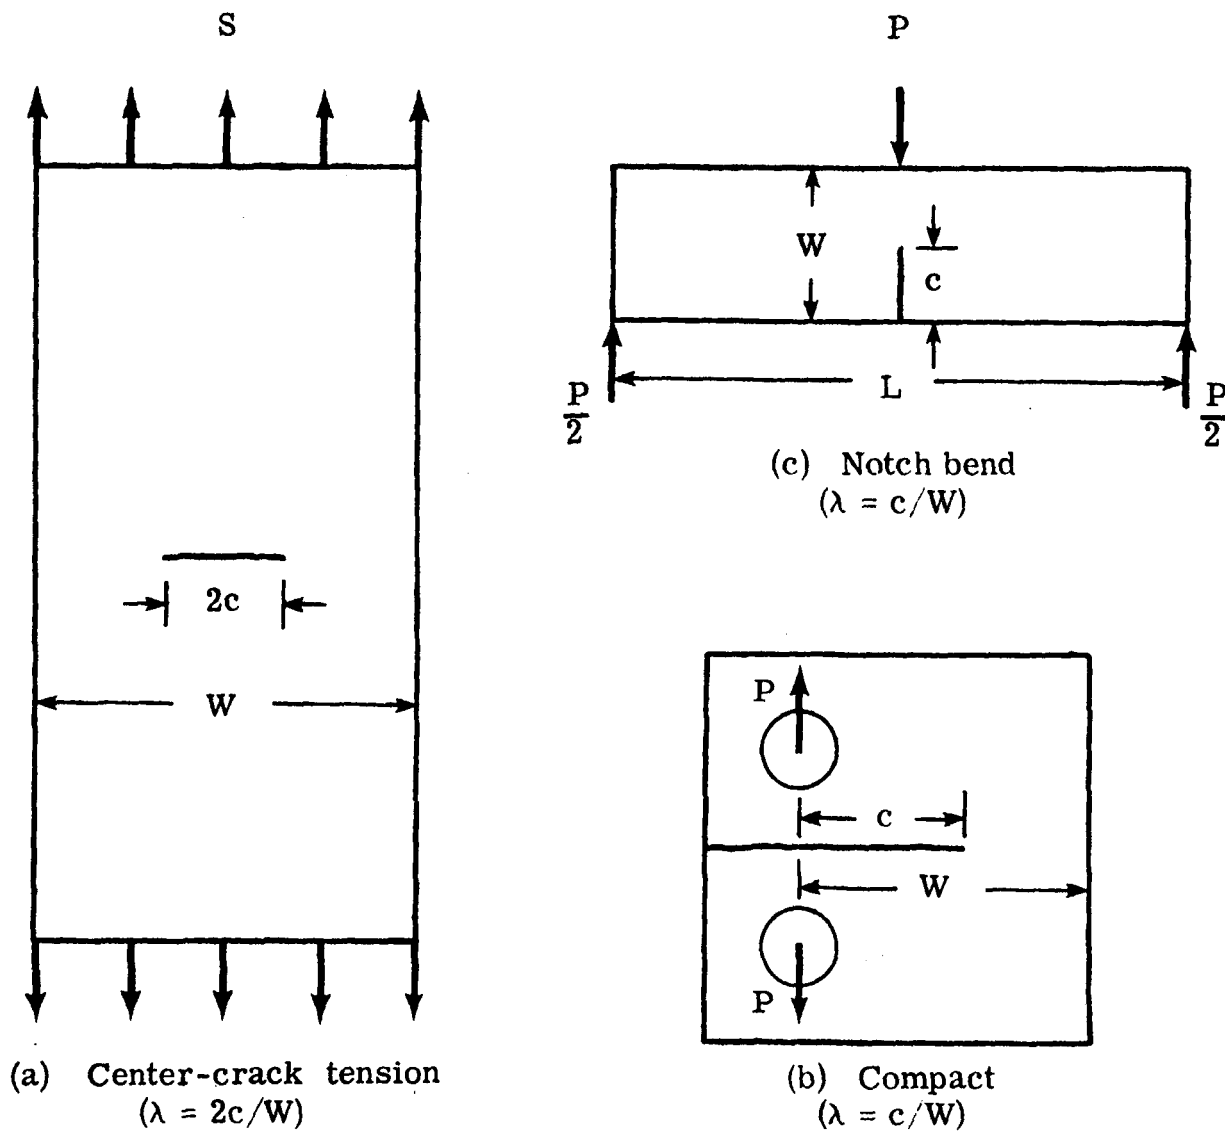 S
2c
W
(a) Center-crack tension
(λ = 2c/W)
P
W
c
L
P/2
P/2
(c) Notch bend
(λ = c/W)
P
c
W
P
(b) Compact
(λ = c/W)